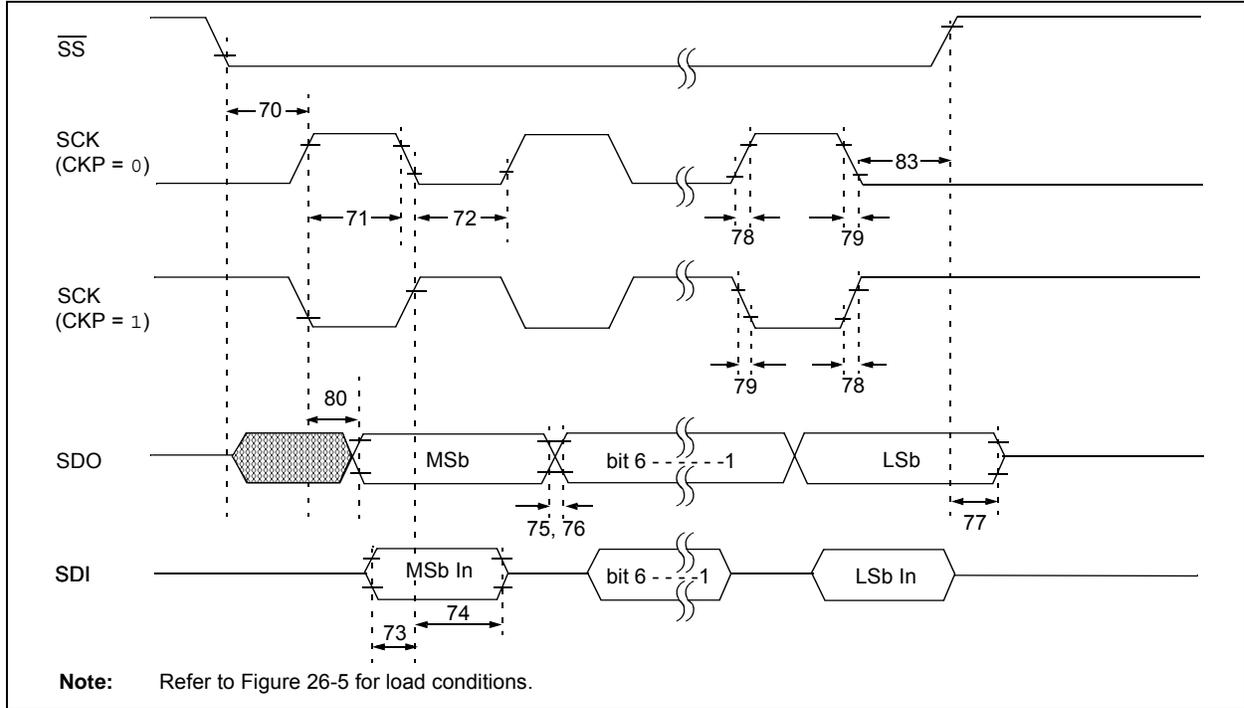 SS
70
SCK
(CKP = 0)
83
71
72
78
79
SCK
(CKP = 1)
79
78
80
SDO
MSb
bit 6 - - - - - - -1
LSb
75, 76
77
SDI
MSb In
bit 6 - - - - -1
LSb In
74
73
Note: Refer to Figure 26-5 for load conditions.